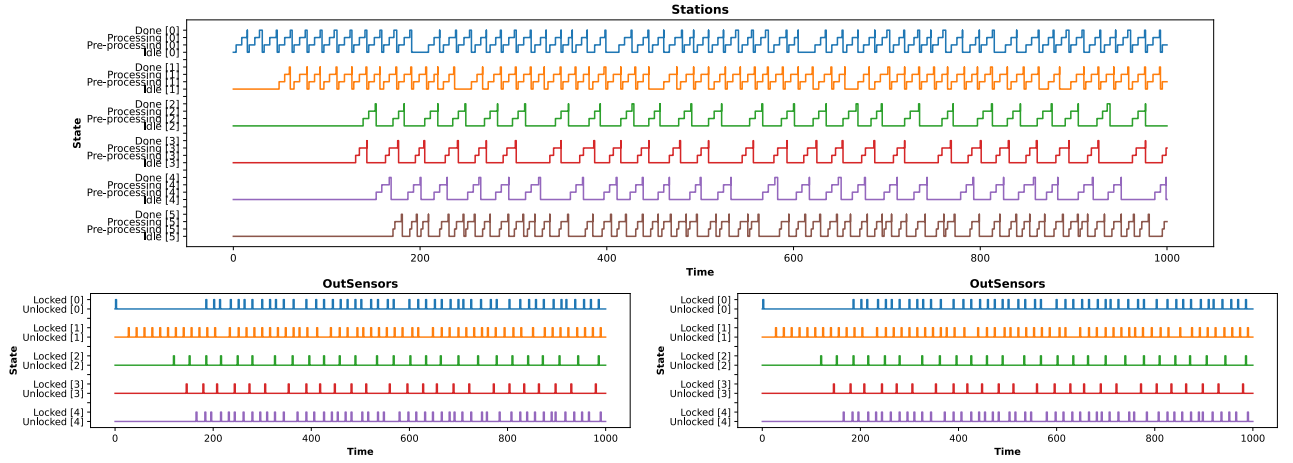 Stations
Done [0]
Processing [0]
Pre-processing [0]
Idle [0]
Done [1]
Processing [1]
Pre-processing [1]
Idle [1]
Done [2]
Processing [2]
Pre-processing [2]
Idle [2]
Done [3]
Processing [3]
Pre-processing [3]
Idle [3]
Done [4]
Processing [4]
Pre-processing [4]
Idle [4]
Done [5]
Processing [5]
Pre-processing [5]
Idle [5]
State
0 200 400 600 800 1000
Time
OutSensors
Locked [0]
Unlocked [0]
Locked [1]
Unlocked [1]
Locked [2]
Unlocked [2]
Locked [3]
Unlocked [3]
Locked [4]
Unlocked [4]
State
0 200 400 600 800 1000
Time
OutSensors
Locked [0]
Unlocked [0]
Locked [1]
Unlocked [1]
Locked [2]
Unlocked [2]
Locked [3]
Unlocked [3]
Locked [4]
Unlocked [4]
State
0 200 400 600 800 1000
Time